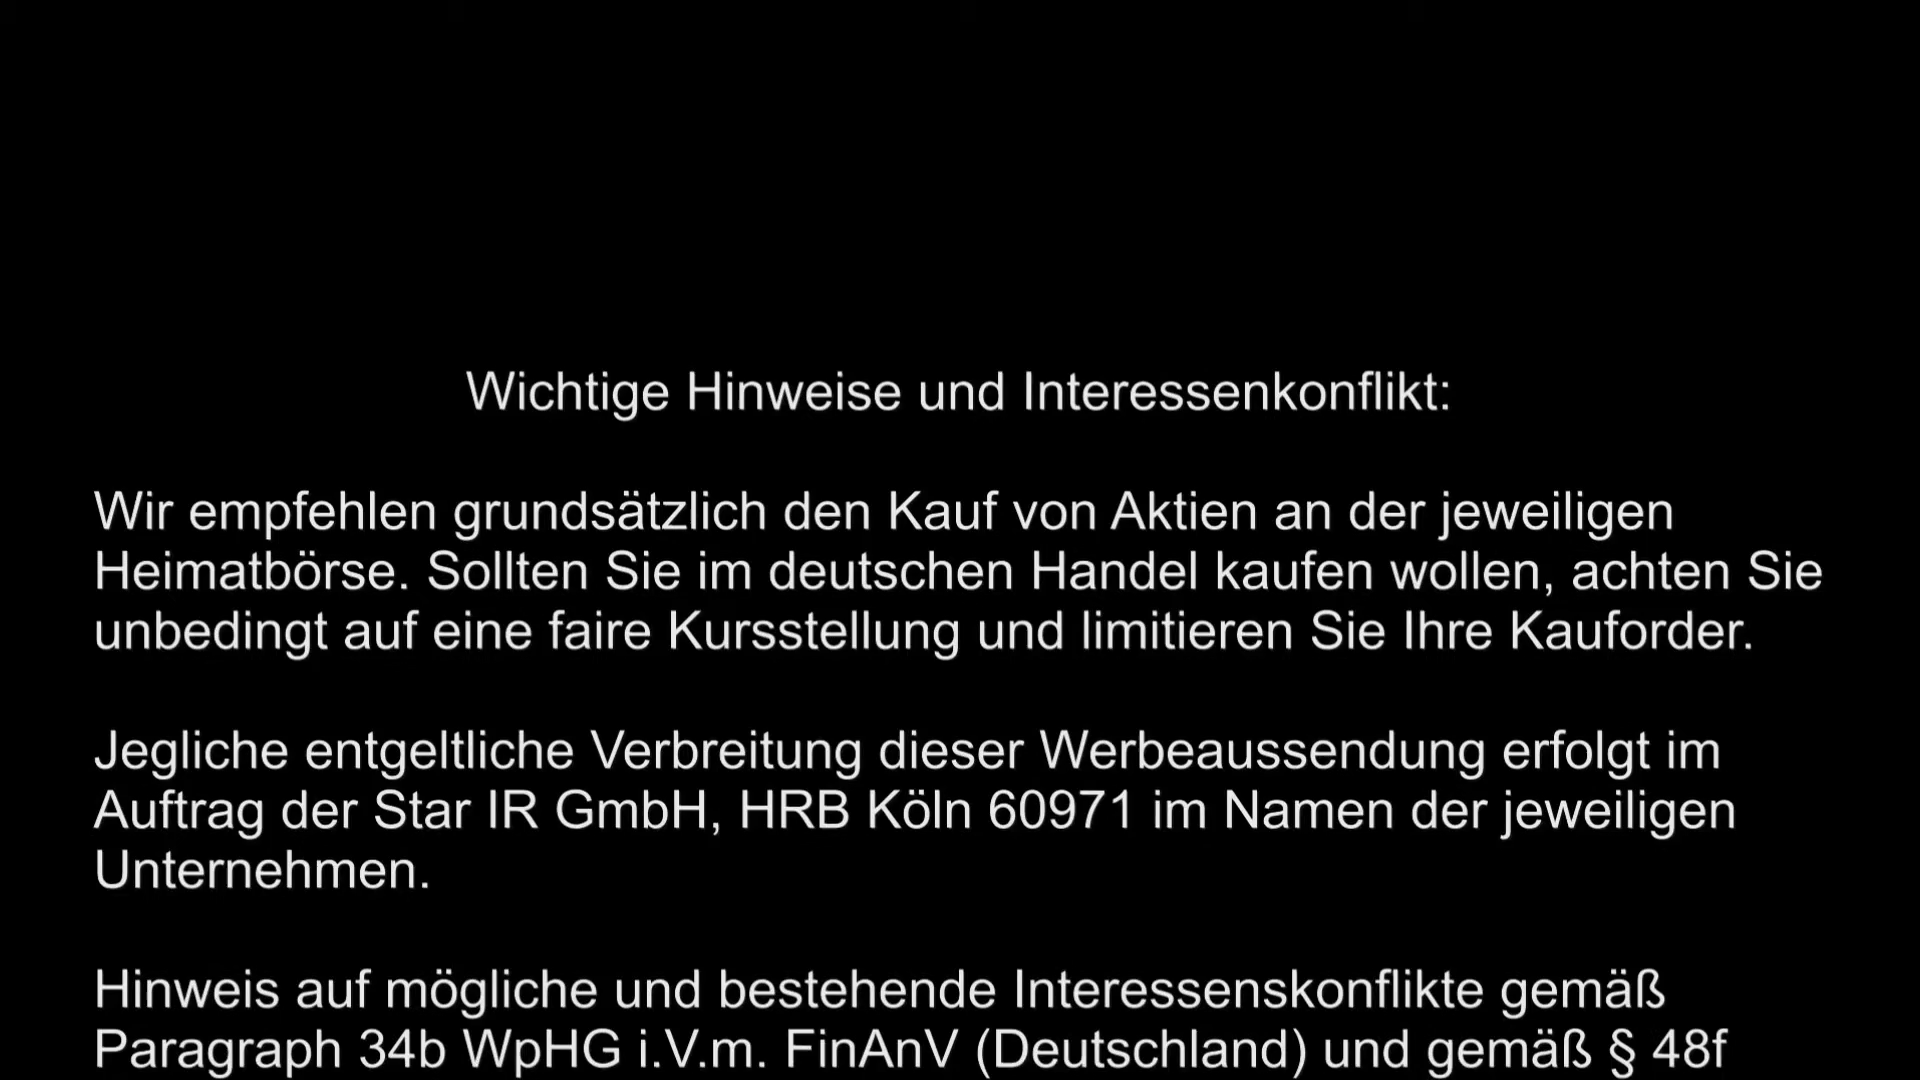 Wichtige Hinweise und Interessenkonflikt:
Wir empfehlen grundsätzlich den Kauf von Aktien an der jeweiligen
Heimatbörse. Sollten Sie im deutschen Handel kaufen wollen, achten Sie
unbedingt auf eine faire Kursstellung und limitieren Sie Ihre Kauforder.
Jegliche entgeltliche Verbreitung dieser Werbeaussendung erfolgt im
Auftrag der Star IR GmbH, HRB Köln 60971 im Namen der jeweiligen
Unternehmen.
Hinweis auf mögliche und bestehende Interessenskonflikte gemäß
Paragraph 34b WpHG i.V.m. FinAnV (Deutschland) und gemäß § 48f